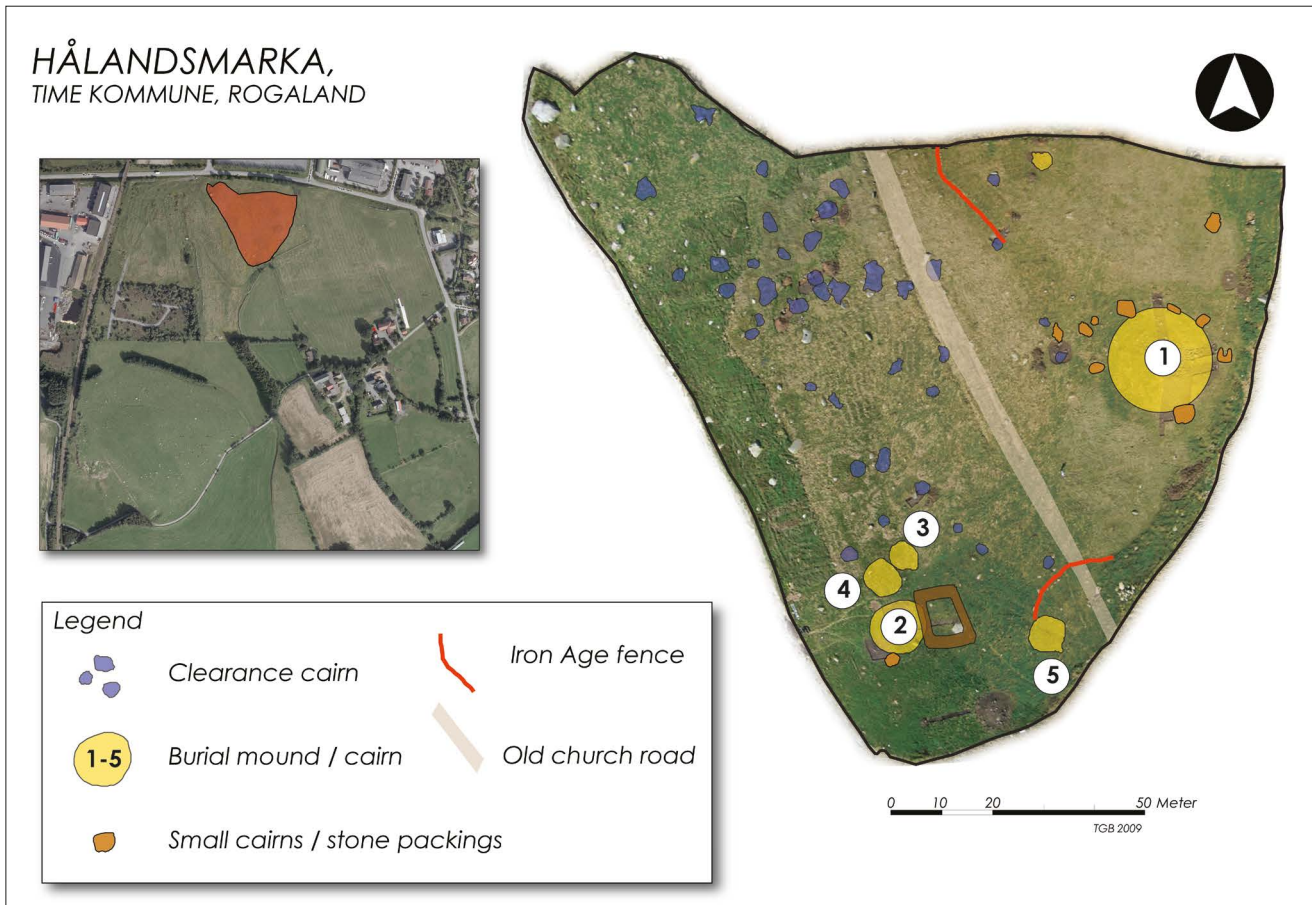 HÅLANDSMARKA,
TIME KOMMUNE, ROGALAND
1
3
4
2
5
Legend
Clearance cairn
Iron Age fence
1-5
Burial mound / cairn
Old church road
Small cairns / stone packings
0 10 20 50 Meter
TGB 2009